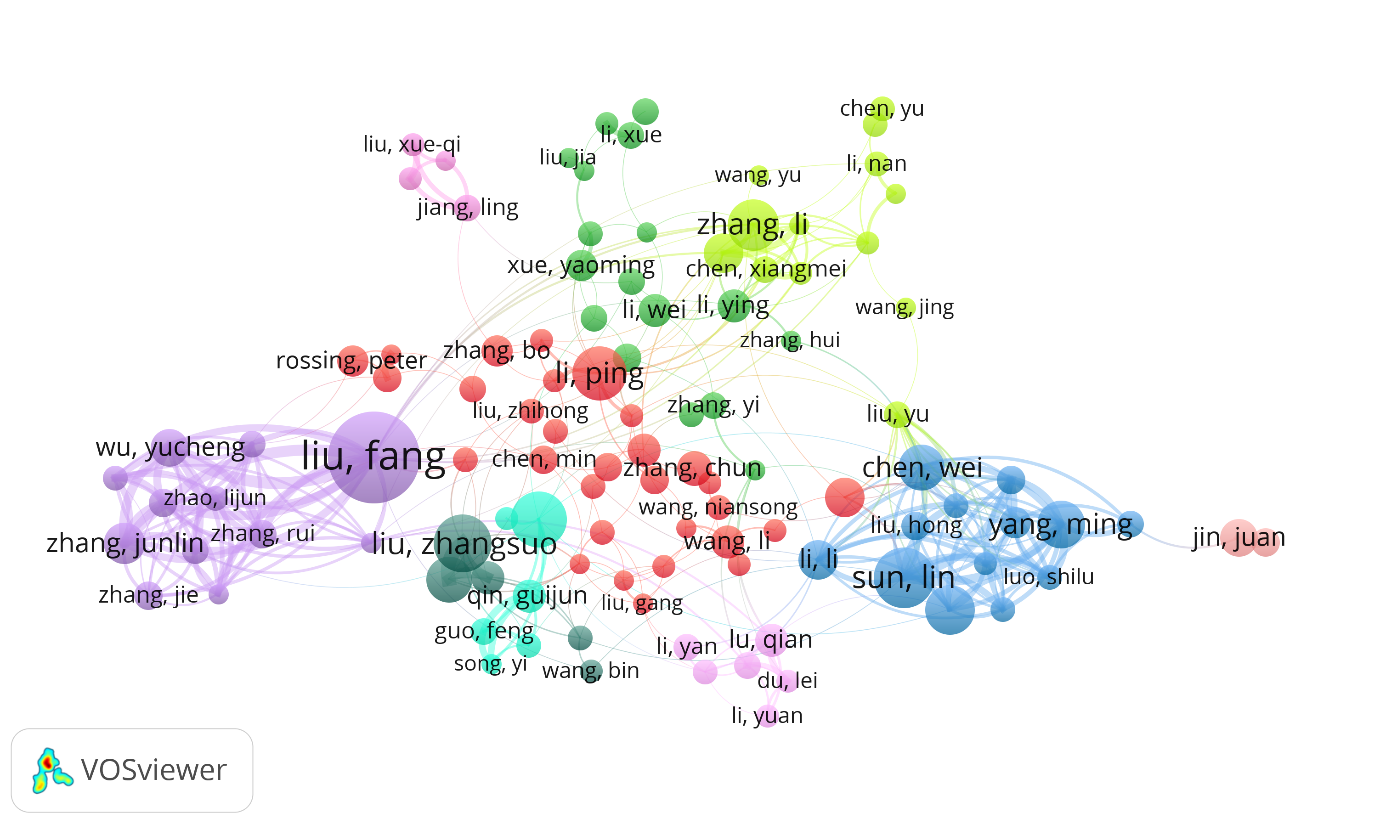 chen, yu
li, xue
liu, xue-qi
liu, jia
li, nan
wang, yu
jiang, ling
zhang, li
xue, yaoming
chen, xiangmei
li, wei
li, ying
wang, jing
zhang, hui
rossing, peter
zhang, bo
li, ping
liu, zhihong
zhang, yi
liu, yu
wu, yucheng
liu, fang
chen, min
zhang, chun
chen, wei
zhao, lijun
wang, niansong
liu, hong
yang, ming
zhang, junlin
zhang, rui
liu, zhangsuo
wang, li
jin, juan
li, li
sun, lin
luo, shilu
zhang, jie
qin, guijun
liu, gang
guo, feng
li, yan
lu, qian
song, yi
wang, bin
du, lei
li, yuan
VOSviewer